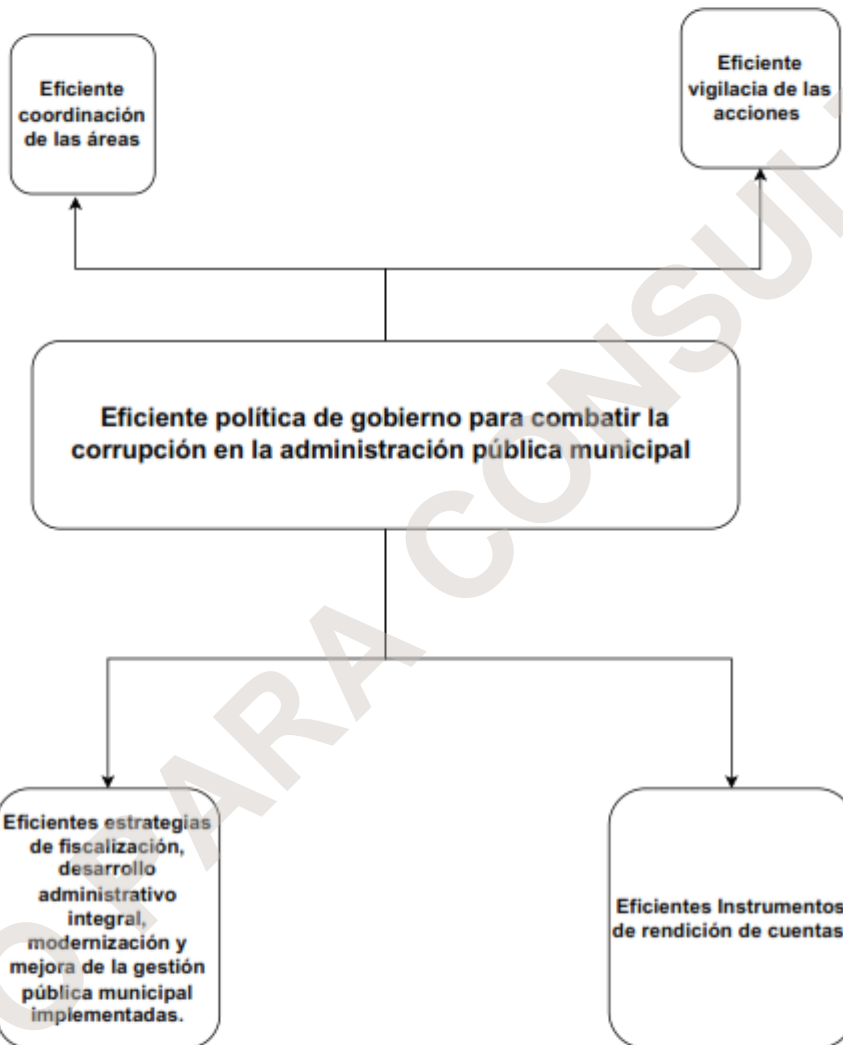 Eficiente
coordinación
de las áreas
Eficiente
vigilacia de las
acciones
Eficiente política de gobierno para combatir la
corrupción en la administración pública municipal
Eficientes estrategias
de fiscalización,
desarrollo
administrativo
integral,
modernización y
mejora de la gestión
pública municipal
implementadas.
Eficientes Instrumentos
de rendición de cuentas
PARA